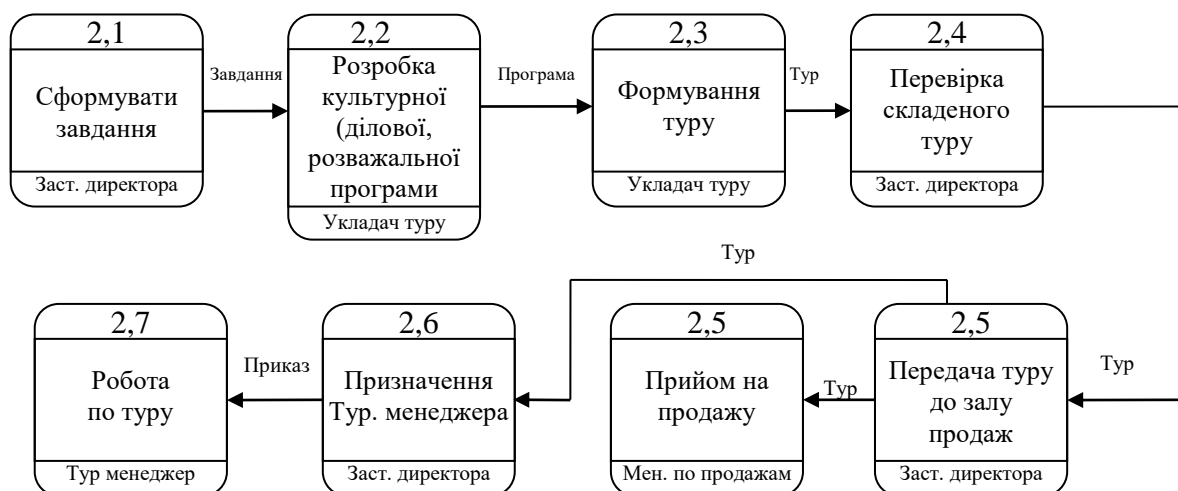 2,1
Сформувати
завдання
Заст. директора
Завдання
2,2
Розробка
культурної
(ділової,
розважальної
програми
Укладач туру
Програма
2,3
Формування
туру
Укладач туру
Тур
2,4
Перевірка
складеного
туру
Заст. директора
Тур
2,7
Робота
по туру
Тур менеджер
Приказ
2,6
Призначення
Тур. менеджера
Заст. директора
2,5
Прийом на
продажу
Мен. по продажам
Тур
2,5
Передача туру
до залу
продаж
Заст. директора
Тур